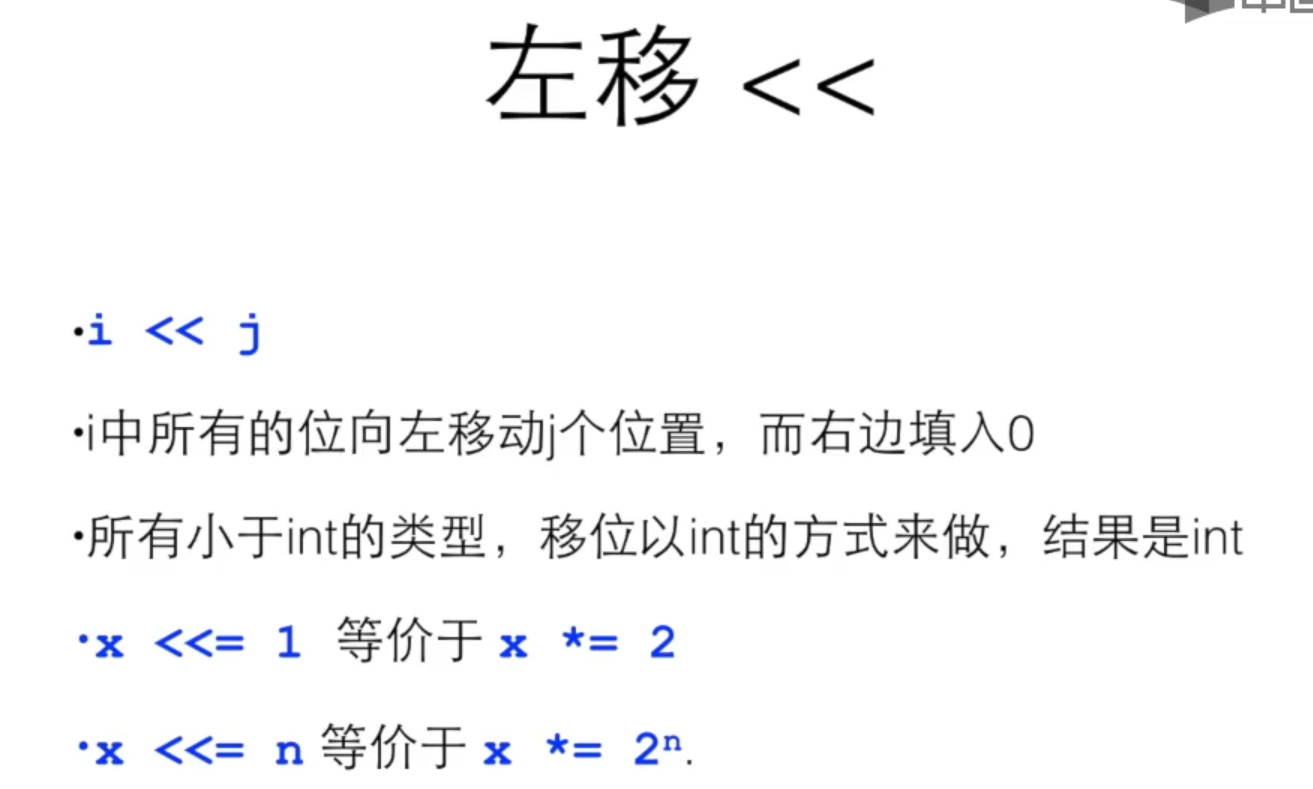 左移 <<
•i << j
•i中所有的位向左移动j个位置，而右边填入0
•所有小于int的类型，移位以int的方式来做，结果是int
•x <<= 1 等价于 x *= 2
•x <<= n 等价于 x *= 2ⁿ.